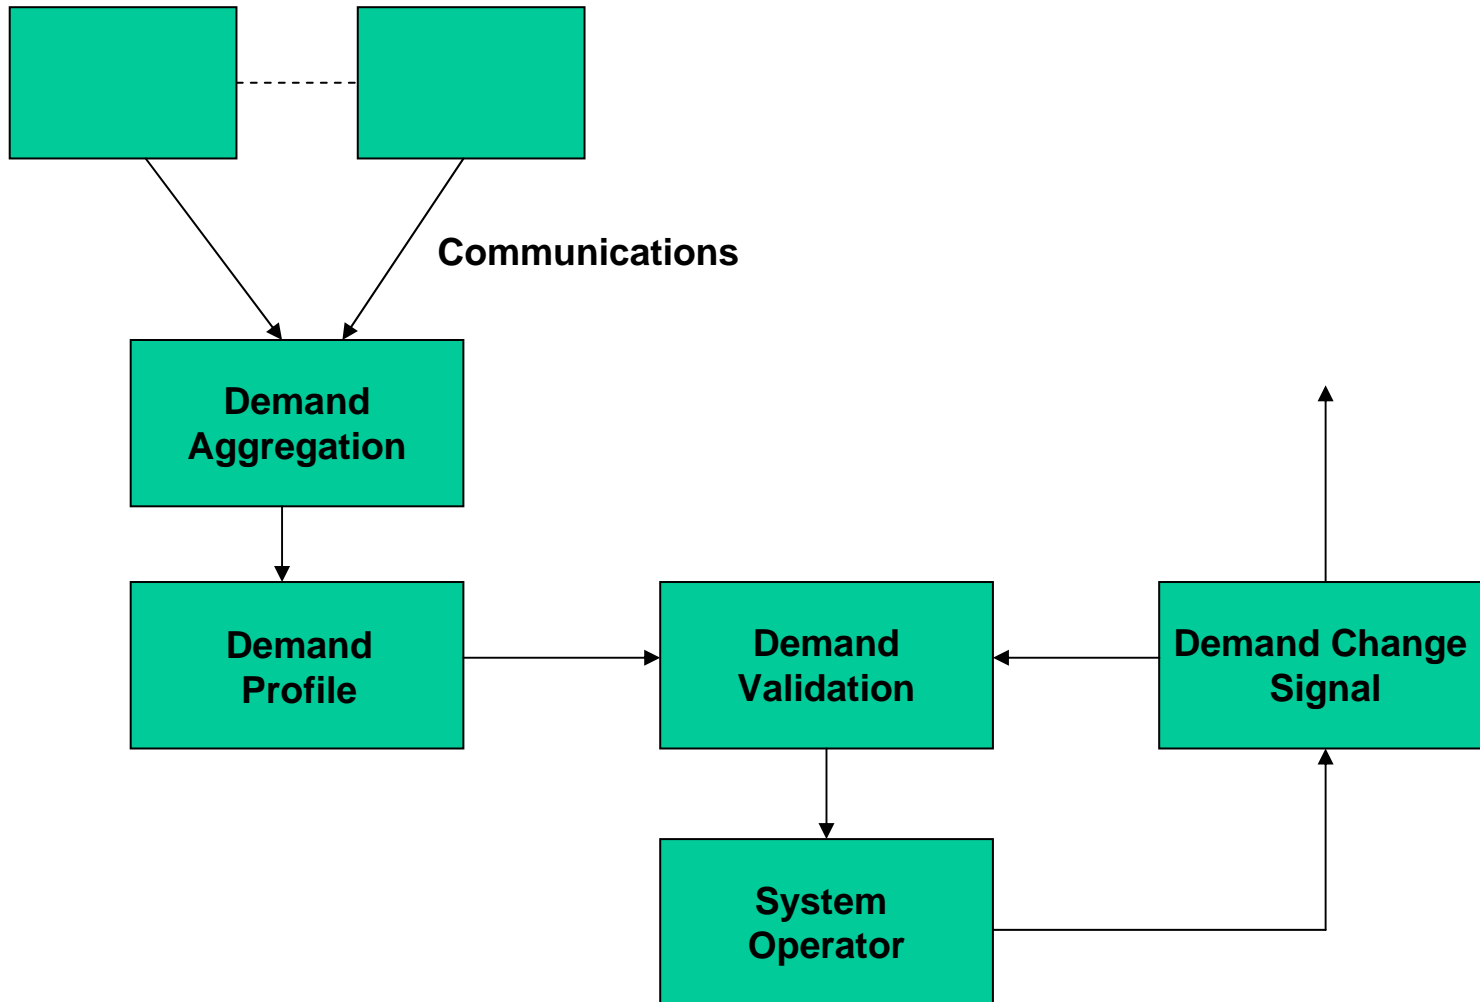 Communications
Demand
Aggregation
Demand
Profile
Demand
Validation
Demand Change
Signal
System
Operator